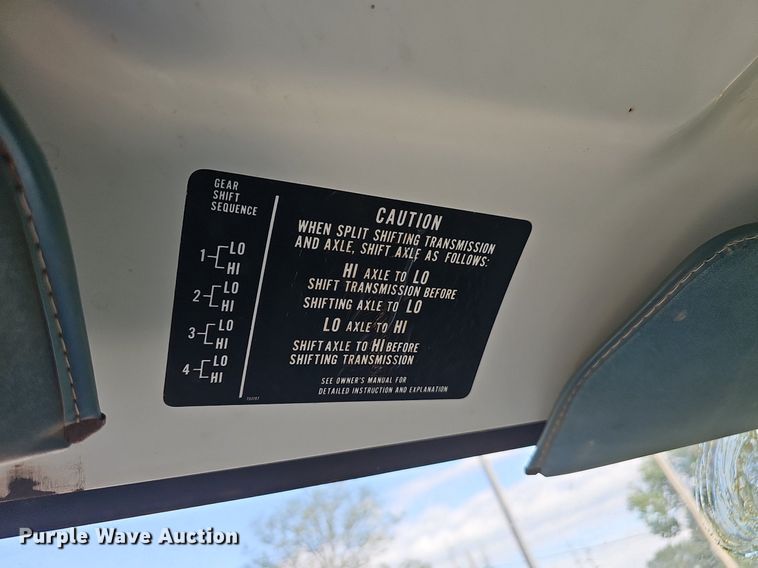 GEAR
SHIFT
SEQUENCE
1 LO
HI
2 LO
HI
3 LO
HI
4 LO
HI
CAUTION
WHEN SPLIT SHIFTING TRANSMISSION
AND AXLE, SHIFT AXLE AS FOLLOWS:
HI AXLE TO LO
SHIFT TRANSMISSION BEFORE
SHIFTING AXLE TO LO
LO AXLE TO HI
SHIFT AXLE TO HI BEFORE
SHIFTING TRANSMISSION
SEE OWNER'S MANUAL FOR
DETAILED INSTRUCTION AND EXPLANATION
Purple Wave Auction